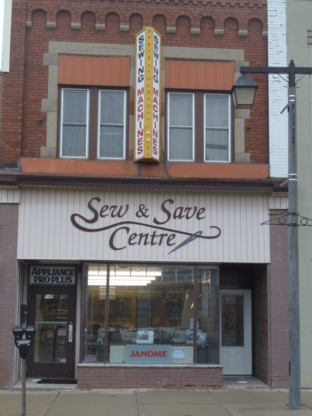 SEWING MACHINES
SEWING MACHINES
Sew & Save
Centre
APPLIANCE
PRO PLUS
JANOME